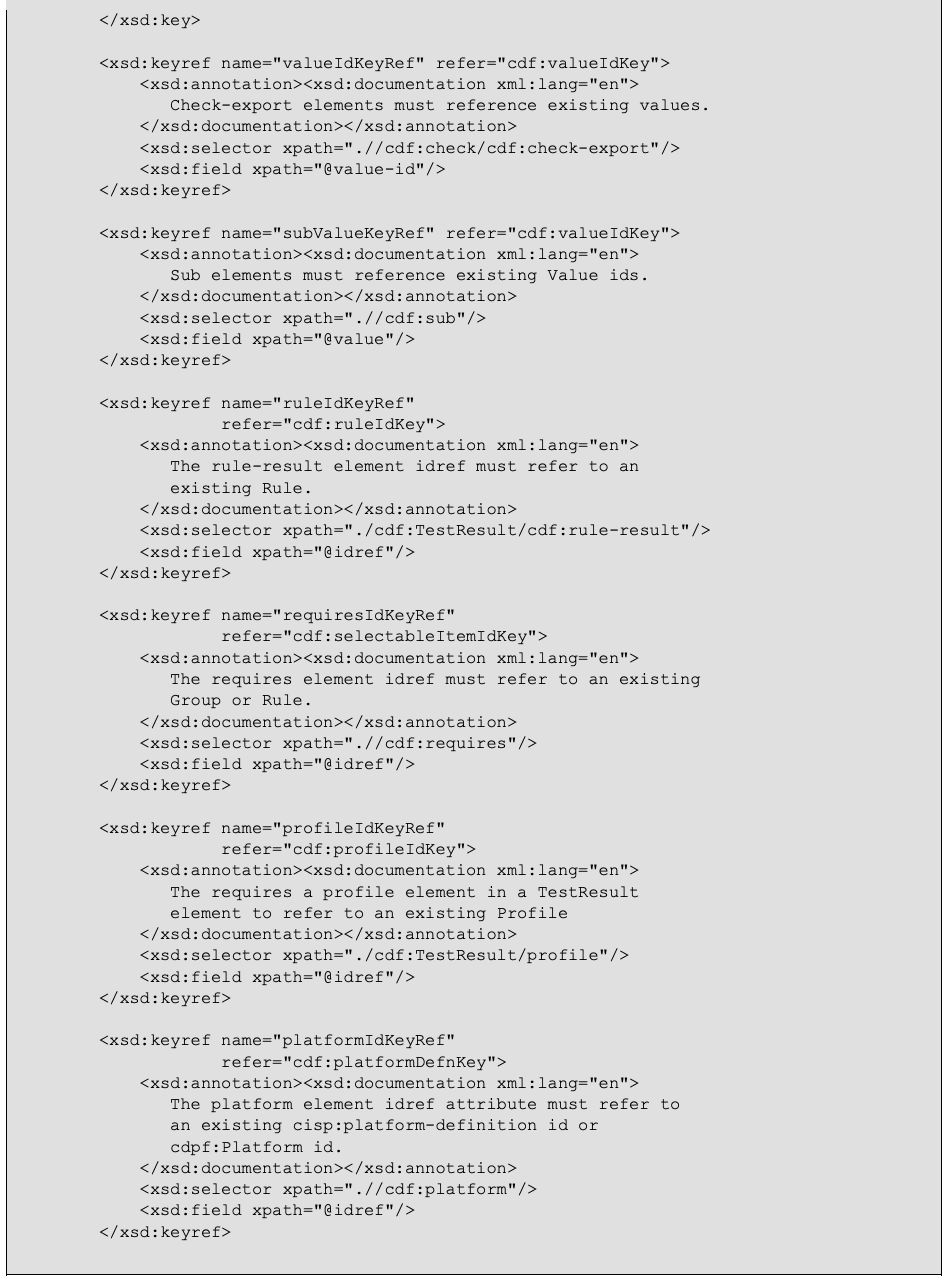 </xsd:key>
<xsd:keyref name="valueIdKeyRef" refer="cdf:valueIdKey">
<xsd:annotation><xsd:documentation xml:lang="en">
Check-export elements must reference existing values.
</xsd:documentation></xsd:annotation>
<xsd:selector xpath=".//cdf:check/cdf:check-export"/>
<xsd:field xpath="@value-id"/>
</xsd:keyref>
<xsd:keyref name="subValueKeyRef" refer="cdf:valueIdKey">
<xsd:annotation><xsd:documentation xml:lang="en">
Sub elements must reference existing Value ids.
</xsd:documentation></xsd:annotation>
<xsd:selector xpath=".//cdf:sub"/>
<xsd:field xpath="@value"/>
</xsd:keyref>
<xsd:keyref name="ruleIdKeyRef"
refer="cdf:ruleIdKey">
<xsd:annotation><xsd:documentation xml:lang="en">
The rule-result element idref must refer to an
existing Rule.
</xsd:documentation></xsd:annotation>
<xsd:selector xpath="./cdf:TestResult/cdf:rule-result"/>
<xsd:field xpath="@idref"/>
</xsd:keyref>
<xsd:keyref name="requiresIdKeyRef"
refer="cdf:selectableItemIdKey">
<xsd:annotation><xsd:documentation xml:lang="en">
The requires element idref must refer to an existing
Group or Rule.
</xsd:documentation></xsd:annotation>
<xsd:selector xpath=".//cdf:requires"/>
<xsd:field xpath="@idref"/>
</xsd:keyref>
<xsd:keyref name="profileIdKeyRef"
refer="cdf:profileIdKey">
<xsd:annotation><xsd:documentation xml:lang="en">
The requires a profile element in a TestResult
element to refer to an existing Profile
</xsd:documentation></xsd:annotation>
<xsd:selector xpath="./cdf:TestResult/profile"/>
<xsd:field xpath="@idref"/>
</xsd:keyref>
<xsd:keyref name="platformIdKeyRef"
refer="cdf:platformDefnKey">
<xsd:annotation><xsd:documentation xml:lang="en">
The platform element idref attribute must refer to
an existing cisp:platform-definition id or
cdpf:Platform id.
</xsd:documentation></xsd:annotation>
<xsd:selector xpath=".//cdf:platform"/>
<xsd:field xpath="@idref"/>
</xsd:keyref>